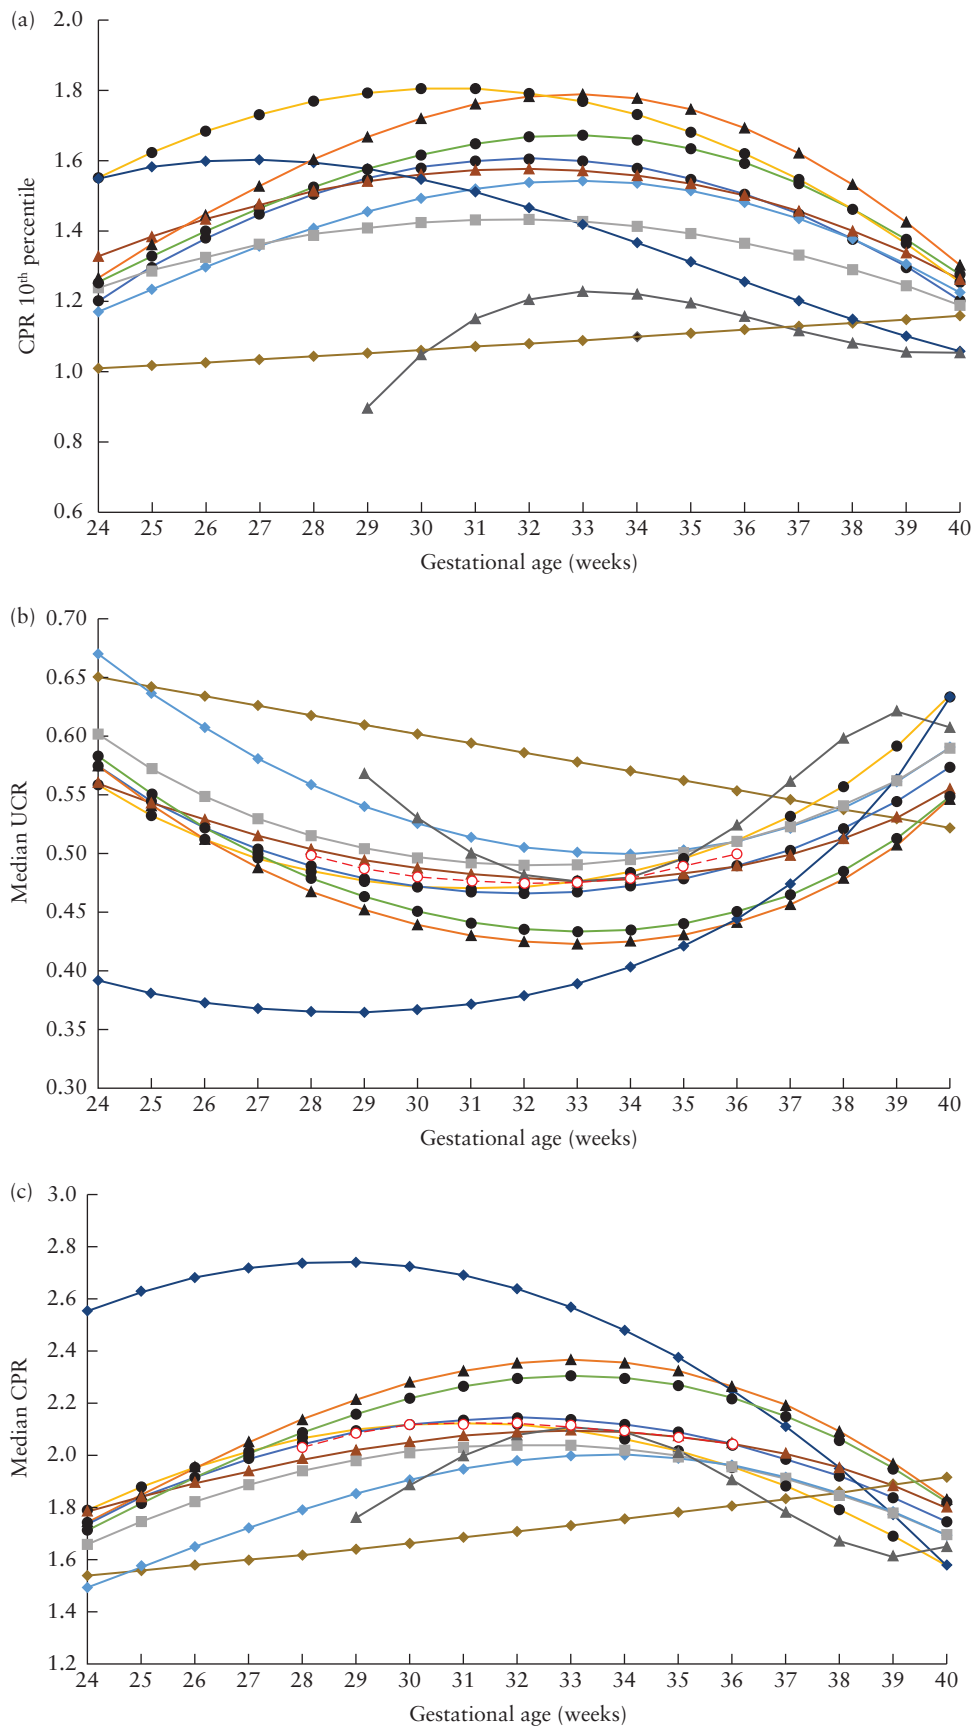 (a)
2.0
1.8
1.6
1.4
1.2
1.0
0.8
0.6
CPR 10th percentile
24 25 26 27 28 29 30 31 32 33 34 35 36 37 38 39 40
Gestational age (weeks)
(b)
0.70
0.65
0.60
0.55
0.50
0.45
0.40
0.35
0.30
Median UCR
24 25 26 27 28 29 30 31 32 33 34 35 36 37 38 39 40
Gestational age (weeks)
(c)
3.0
2.8
2.6
2.4
2.2
2.0
1.8
1.6
1.4
1.2
Median CPR
24 25 26 27 28 29 30 31 32 33 34 35 36 37 38 39 40
Gestational age (weeks)